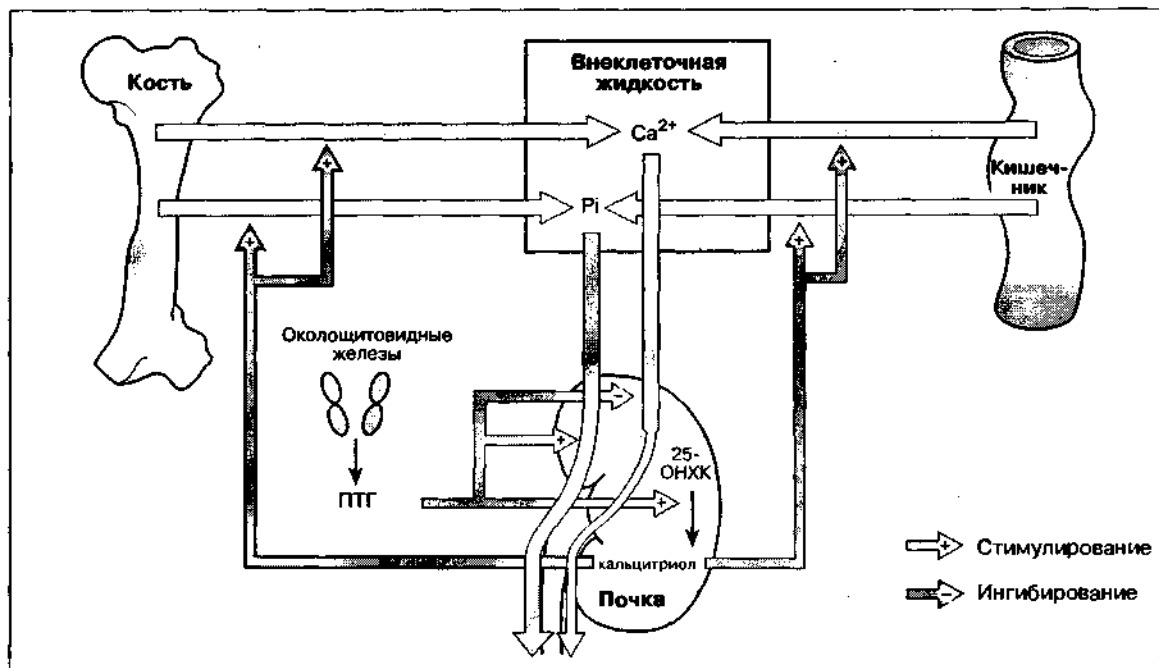 Кость
Внеклеточная
жидкость
Ca²⁺
Кишеч-
ник
Pi
+
+
+
+
Околощитовидные
железы
ПТГ
−
+
+
25-
ОНХК
кальцитриол
Почка
+ Стимулирование
− Ингибирование